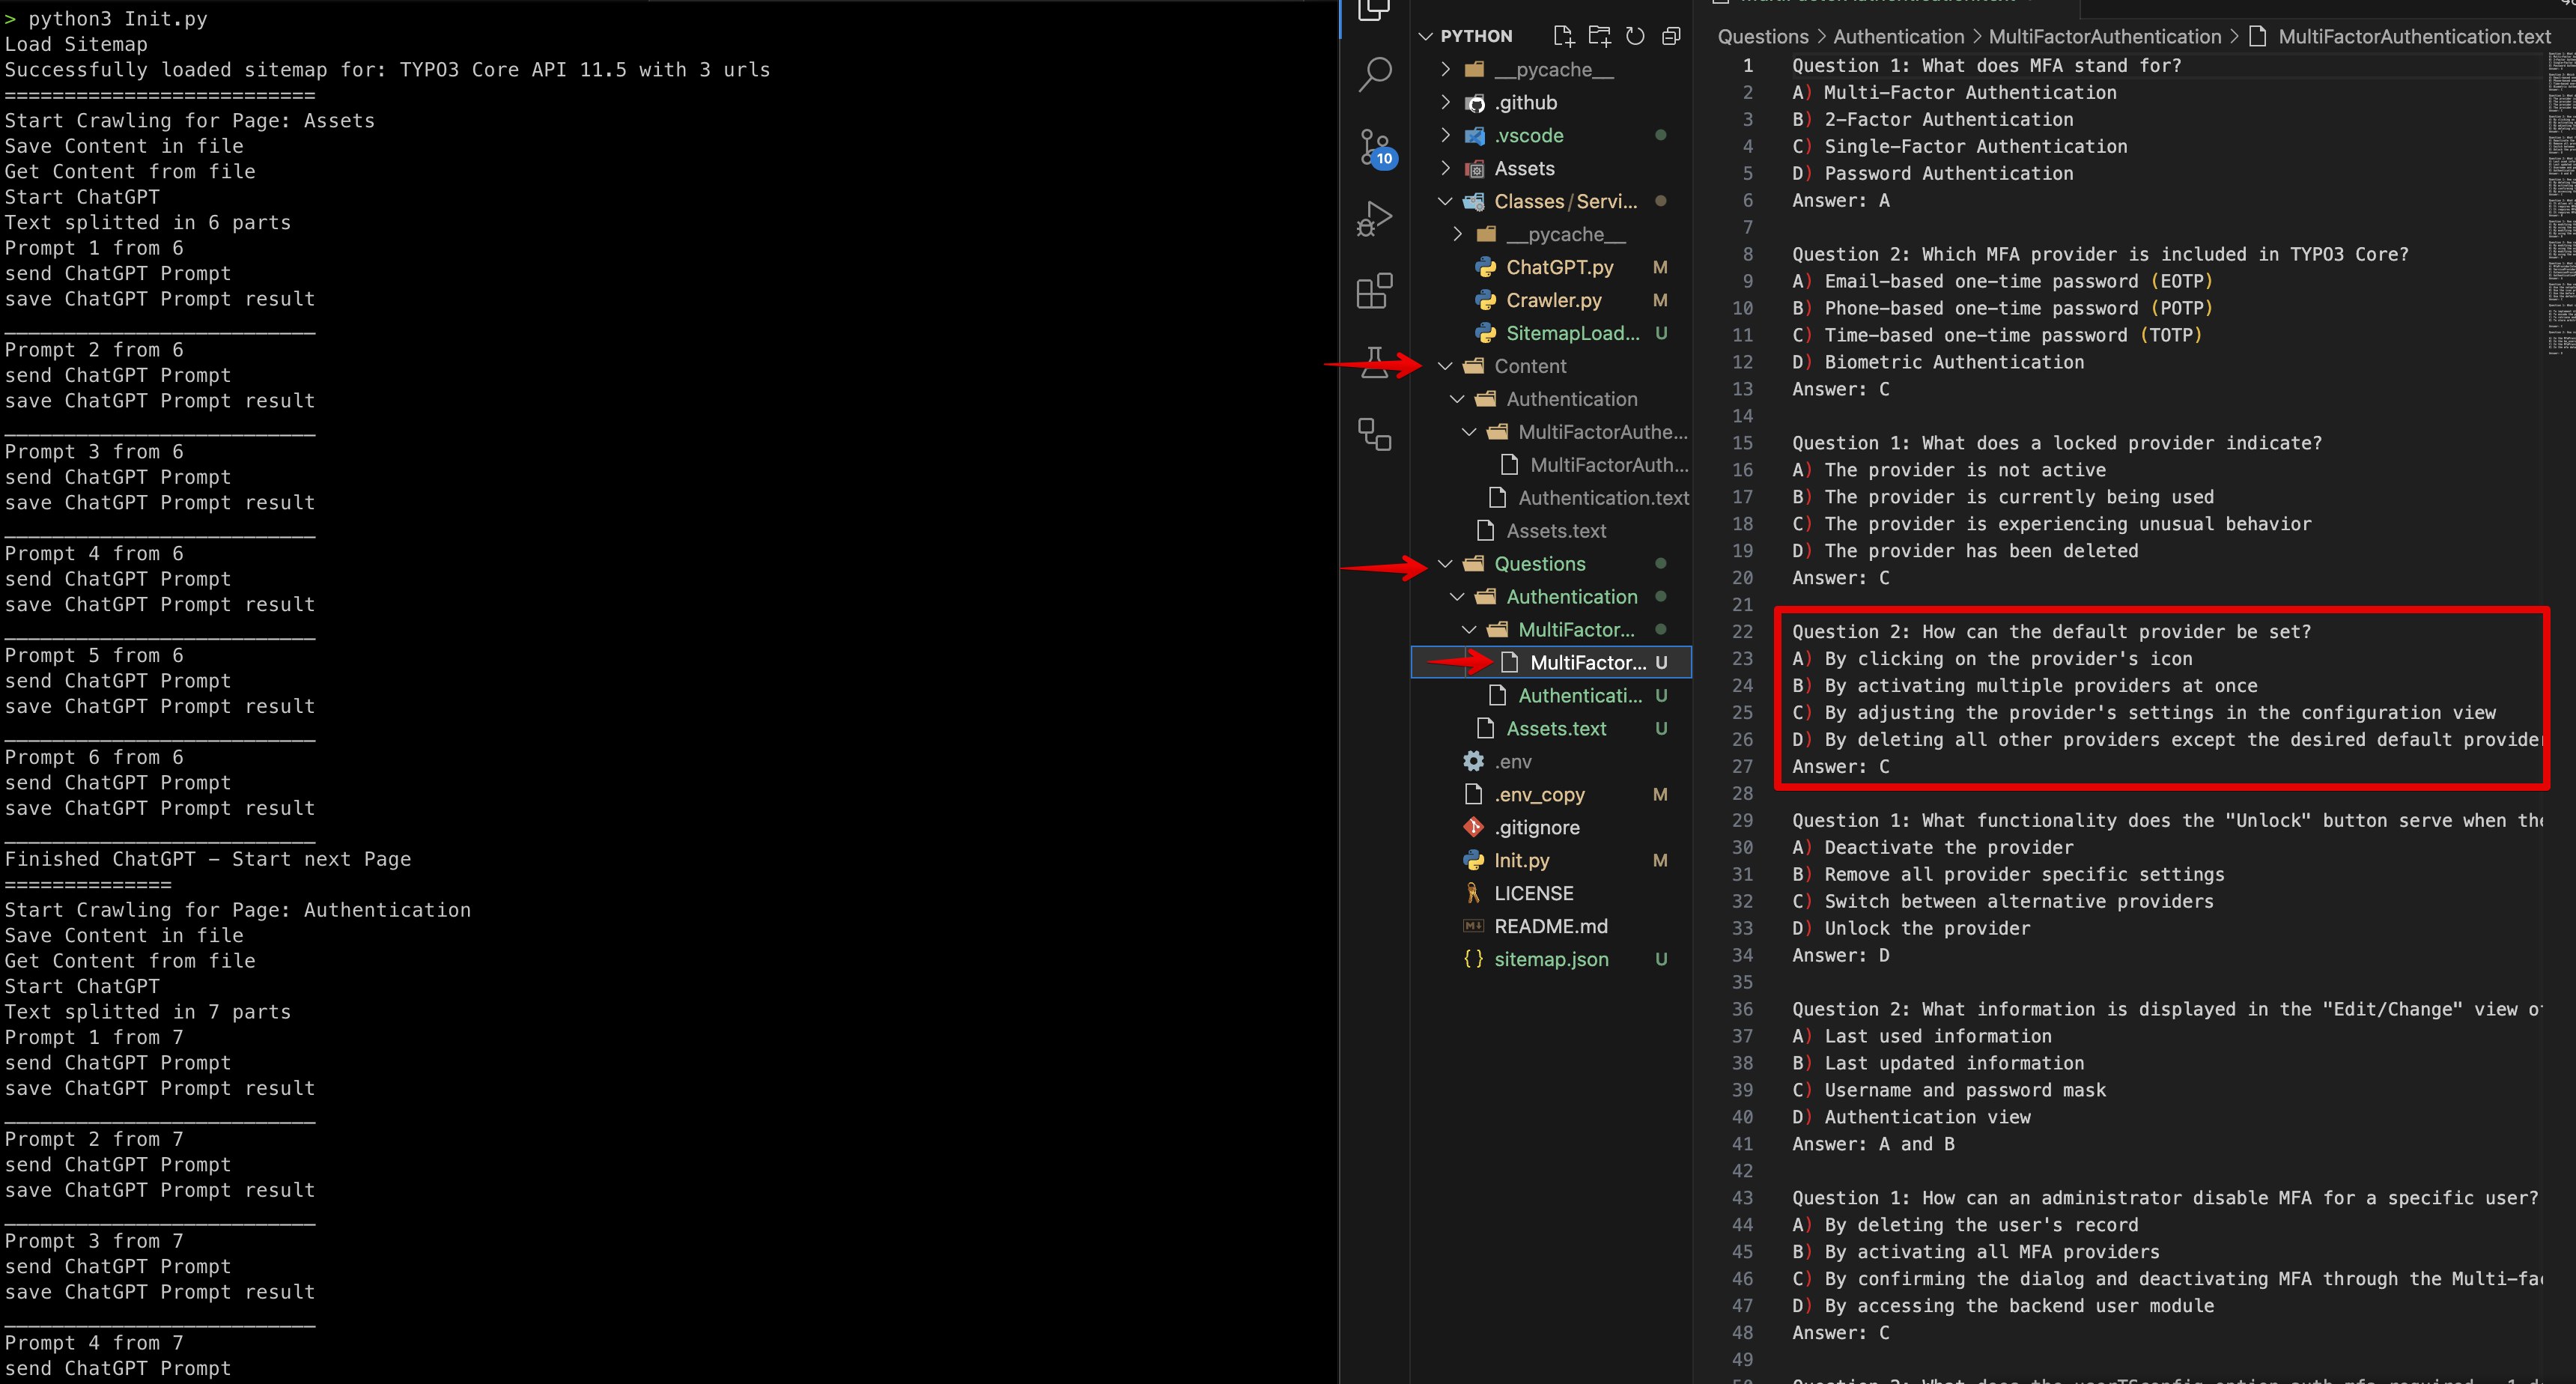 > python3 Init.py
Load Sitemap
Successfully loaded sitemap for: TYPO3 Core API 11.5 with 3 urls
==========================
Start Crawling for Page: Assets
Save Content in file
Get Content from file
Start ChatGPT
Text splitted in 6 parts
Prompt 1 from 6
send ChatGPT Prompt
save ChatGPT Prompt result
__________________________
Prompt 2 from 6
send ChatGPT Prompt
save ChatGPT Prompt result
__________________________
Prompt 3 from 6
send ChatGPT Prompt
save ChatGPT Prompt result
__________________________
Prompt 4 from 6
send ChatGPT Prompt
save ChatGPT Prompt result
__________________________
Prompt 5 from 6
send ChatGPT Prompt
save ChatGPT Prompt result
__________________________
Prompt 6 from 6
send ChatGPT Prompt
save ChatGPT Prompt result
__________________________
Finished ChatGPT – Start next Page
==============
Start Crawling for Page: Authentication
Save Content in file
Get Content from file
Start ChatGPT
Text splitted in 7 parts
Prompt 1 from 7
send ChatGPT Prompt
save ChatGPT Prompt result
__________________________
Prompt 2 from 7
send ChatGPT Prompt
save ChatGPT Prompt result
__________________________
Prompt 3 from 7
send ChatGPT Prompt
save ChatGPT Prompt result
__________________________
Prompt 4 from 7
send ChatGPT Prompt
10
PYTHON
__pycache__
.github
.vscode
Assets
Classes/Servi...
__pycache__
ChatGPT.py M
Crawler.py M
SitemapLoad... U
Content
Authentication
MultiFactorAuthe...
MultiFactorAuth...
Authentication.text
Assets.text
Questions
Authentication
MultiFactor...
MultiFactor... U
Authenticati... U
Assets.text U
.env
.env_copy M
.gitignore
Init.py M
LICENSE
README.md
{} sitemap.json U
Questions > Authentication > MultiFactorAuthentication > MultiFactorAuthentication.text
1 Question 1: What does MFA stand for?
2 A) Multi-Factor Authentication
3 B) 2-Factor Authentication
4 C) Single-Factor Authentication
5 D) Password Authentication
6 Answer: A
7
8 Question 2: Which MFA provider is included in TYPO3 Core?
9 A) Email-based one-time password (EOTP)
10 B) Phone-based one-time password (POTP)
11 C) Time-based one-time password (TOTP)
12 D) Biometric Authentication
13 Answer: C
14
15 Question 1: What does a locked provider indicate?
16 A) The provider is not active
17 B) The provider is currently being used
18 C) The provider is experiencing unusual behavior
19 D) The provider has been deleted
20 Answer: C
21
22 Question 2: How can the default provider be set?
23 A) By clicking on the provider's icon
24 B) By activating multiple providers at once
25 C) By adjusting the provider's settings in the configuration view
26 D) By deleting all other providers except the desired default provider
27 Answer: C
28
29 Question 1: What functionality does the "Unlock" button serve when the
30 A) Deactivate the provider
31 B) Remove all provider specific settings
32 C) Switch between alternative providers
33 D) Unlock the provider
34 Answer: D
35
36 Question 2: What information is displayed in the "Edit/Change" view of
37 A) Last used information
38 B) Last updated information
39 C) Username and password mask
40 D) Authentication view
41 Answer: A and B
42
43 Question 1: How can an administrator disable MFA for a specific user?
44 A) By deleting the user's record
45 B) By activating all MFA providers
46 C) By confirming the dialog and deactivating MFA through the Multi-fa
47 D) By accessing the backend user module
48 Answer: C
49